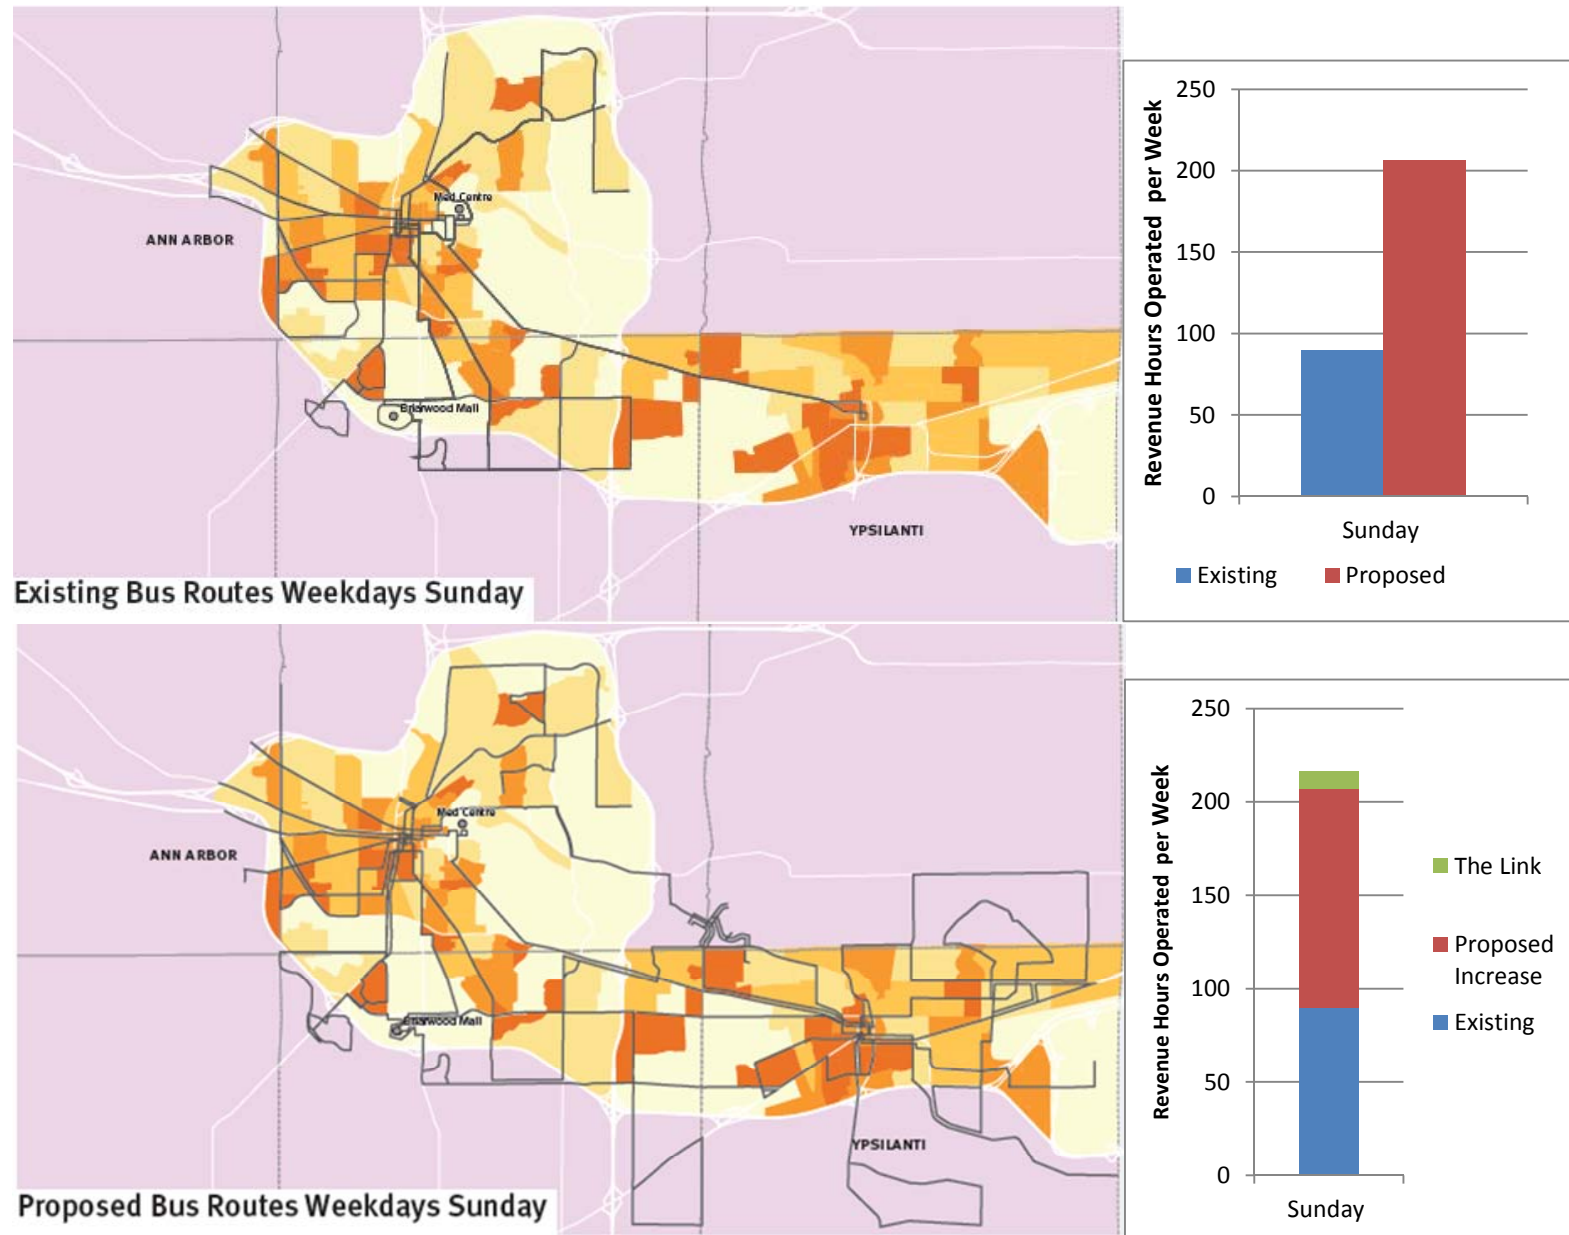 Med Centre
ANN ARBOR
Briarwood Mall
YPSILANTI
Existing Bus Routes Weekdays Sunday
Revenue Hours Operated per Week
250
200
150
100
50
0
Sunday
Existing
Proposed
Med Centre
ANN ARBOR
Briarwood Mall
YPSILANTI
Proposed Bus Routes Weekdays Sunday
Revenue Hours Operated per Week
250
200
150
100
50
0
Sunday
The Link
Proposed
Increase
Existing